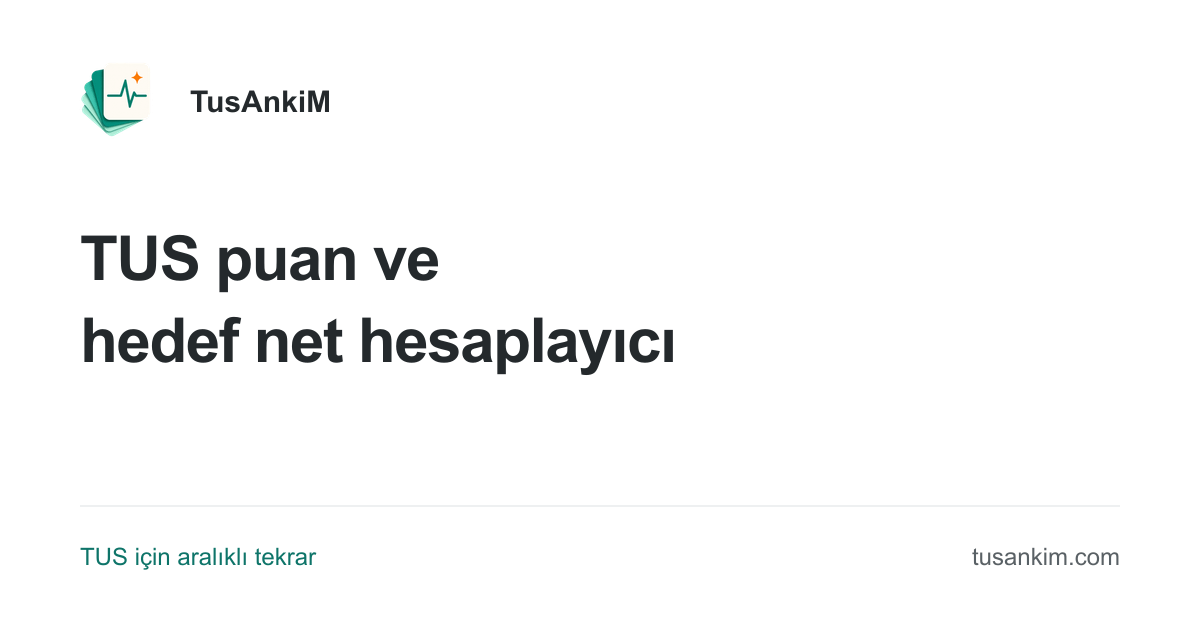 TusAnkiM
TUS puan ve
hedef net hesaplayıcı
TUS için aralıklı tekrar
tusankim.com